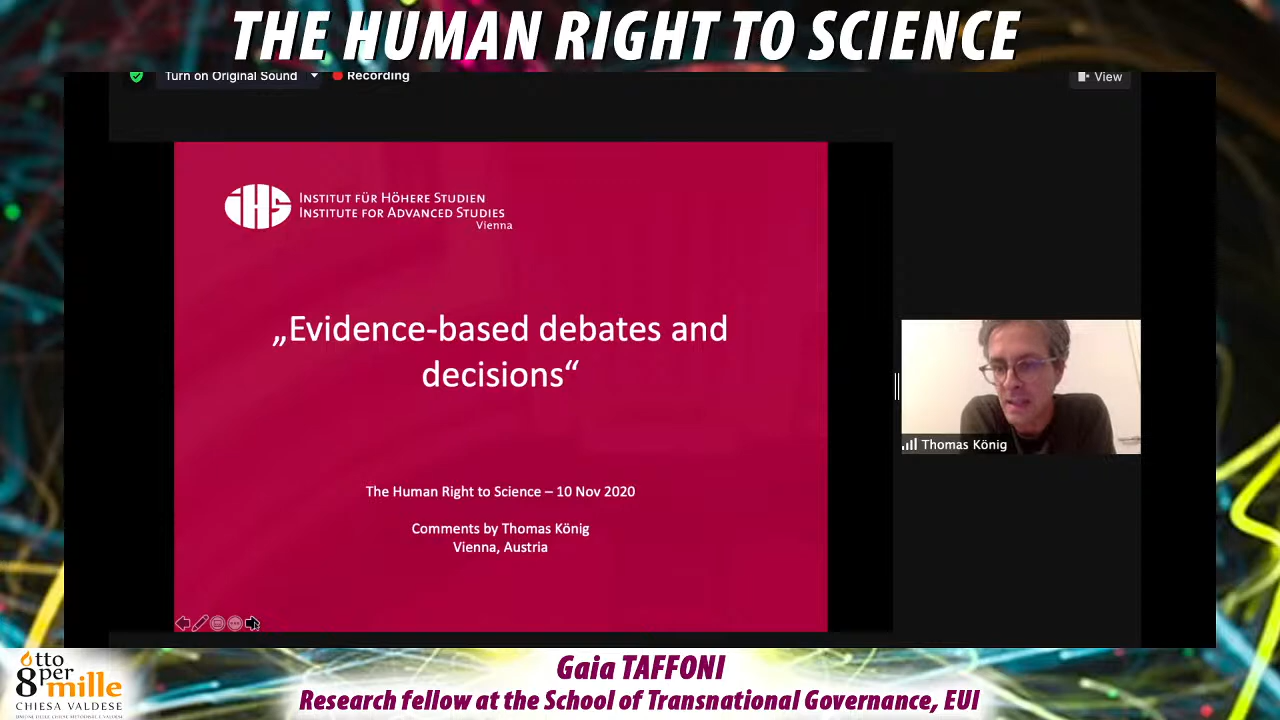 THE HUMAN RIGHT TO SCIENCE
Turn on Original Sound
Recording
View
iHS
INSTITUT FÜR HÖHERE STUDIEN
INSTITUTE FOR ADVANCED STUDIES
Vienna
„Evidence-based debates and
decisions“
The Human Right to Science – 10 Nov 2020
Comments by Thomas König
Vienna, Austria
Thomas König
Gaia TAFFONI
Research fellow at the School of Transnational Governance, EUI
otto
per
8 mille
CHIESA VALDESE